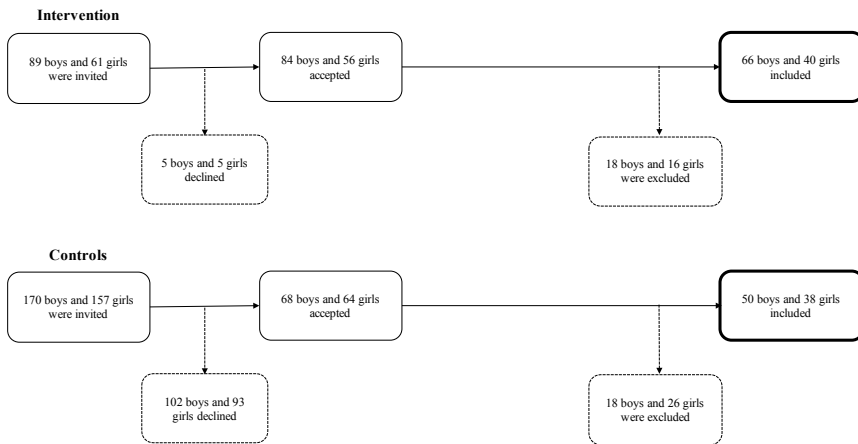 Intervention
89 boys and 61 girls
were invited
84 boys and 56 girls
accepted
66 boys and 40 girls
included
5 boys and 5 girls
declined
18 boys and 16 girls
were excluded
Controls
170 boys and 157 girls
were invited
68 boys and 64 girls
accepted
50 boys and 38 girls
included
102 boys and 93
girls declined
18 boys and 26 girls
were excluded